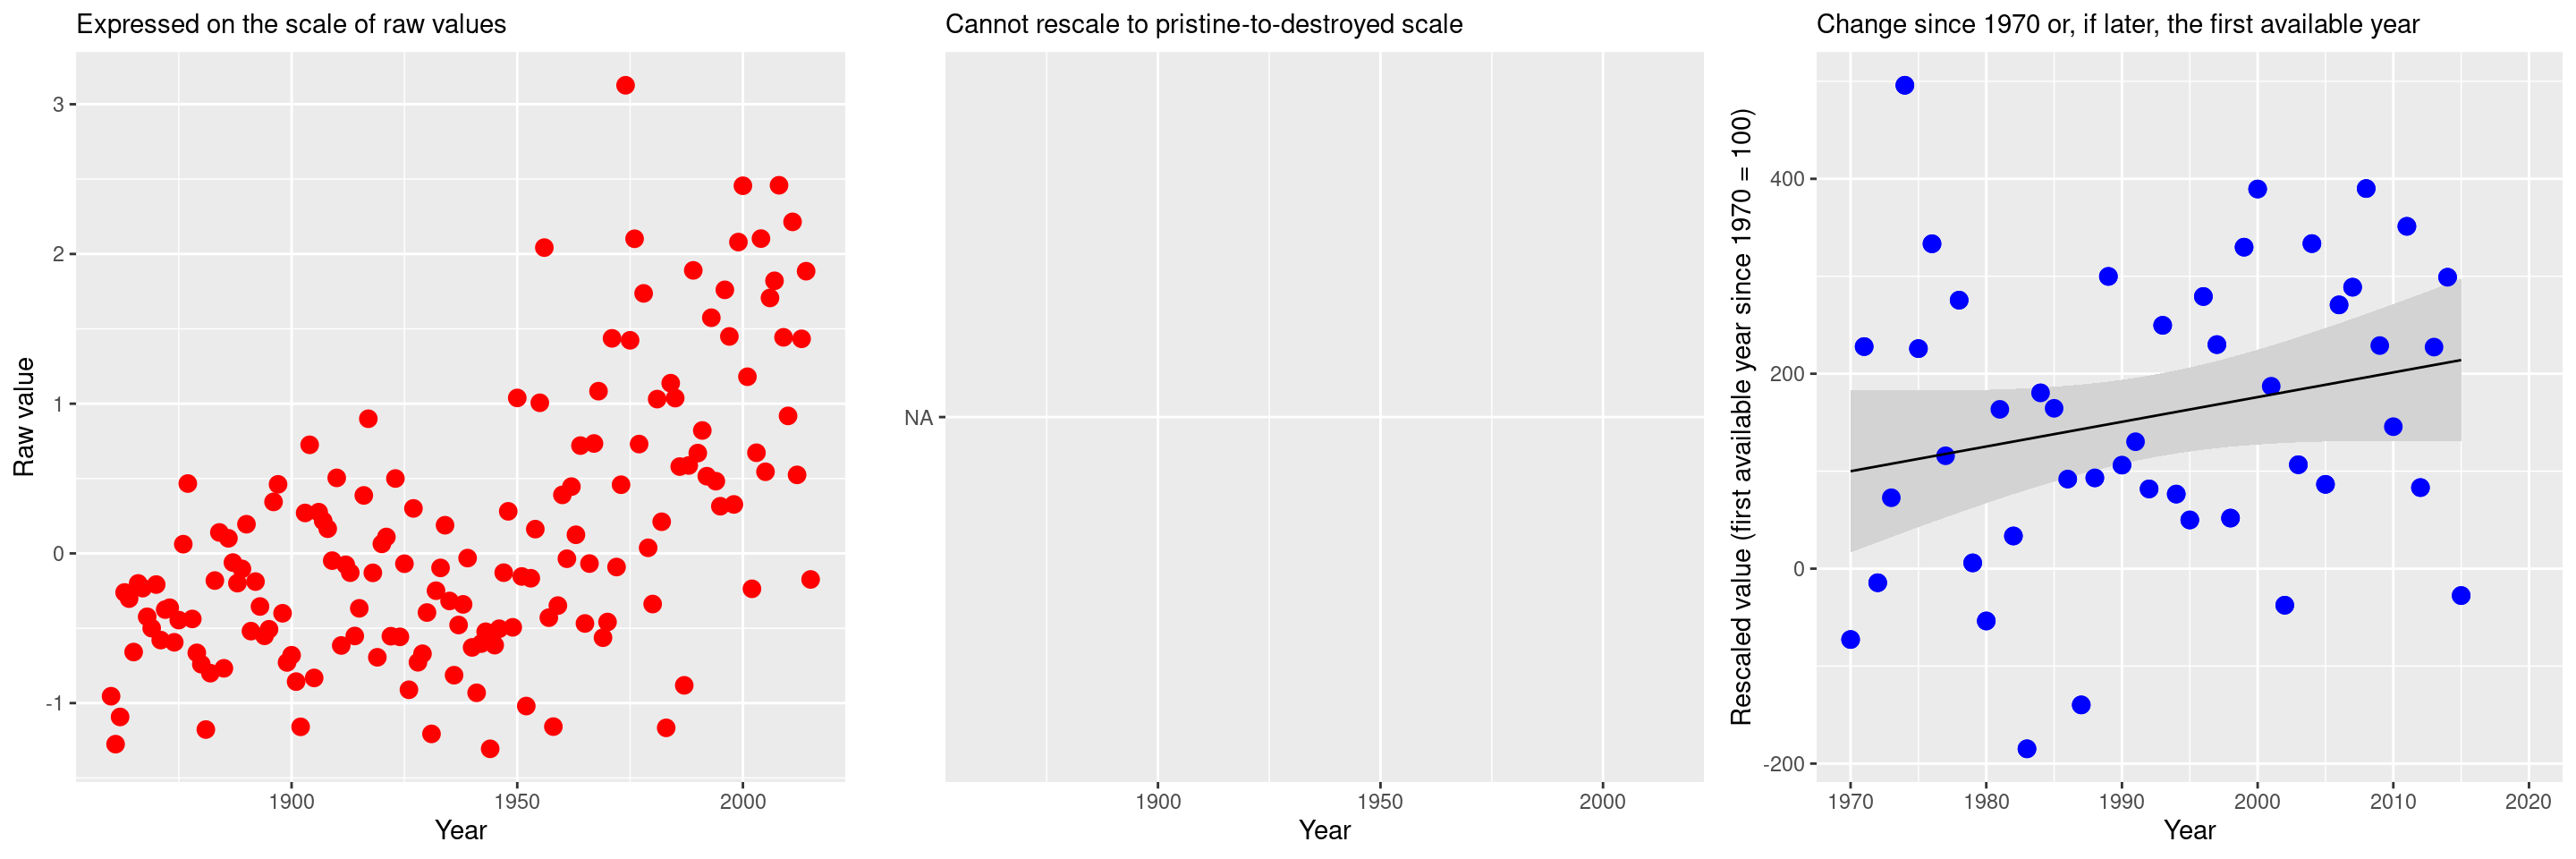 Expressed on the scale of raw values
Raw value
3
2
1
0
-1
1900 1950 2000
Year
Cannot rescale to pristine-to-destroyed scale
NA
1900 1950 2000
Year
Change since 1970 or, if later, the first available year
Rescaled value (first available year since 1970 = 100)
400
200
0
-200
1970 1980 1990 2000 2010 2020
Year